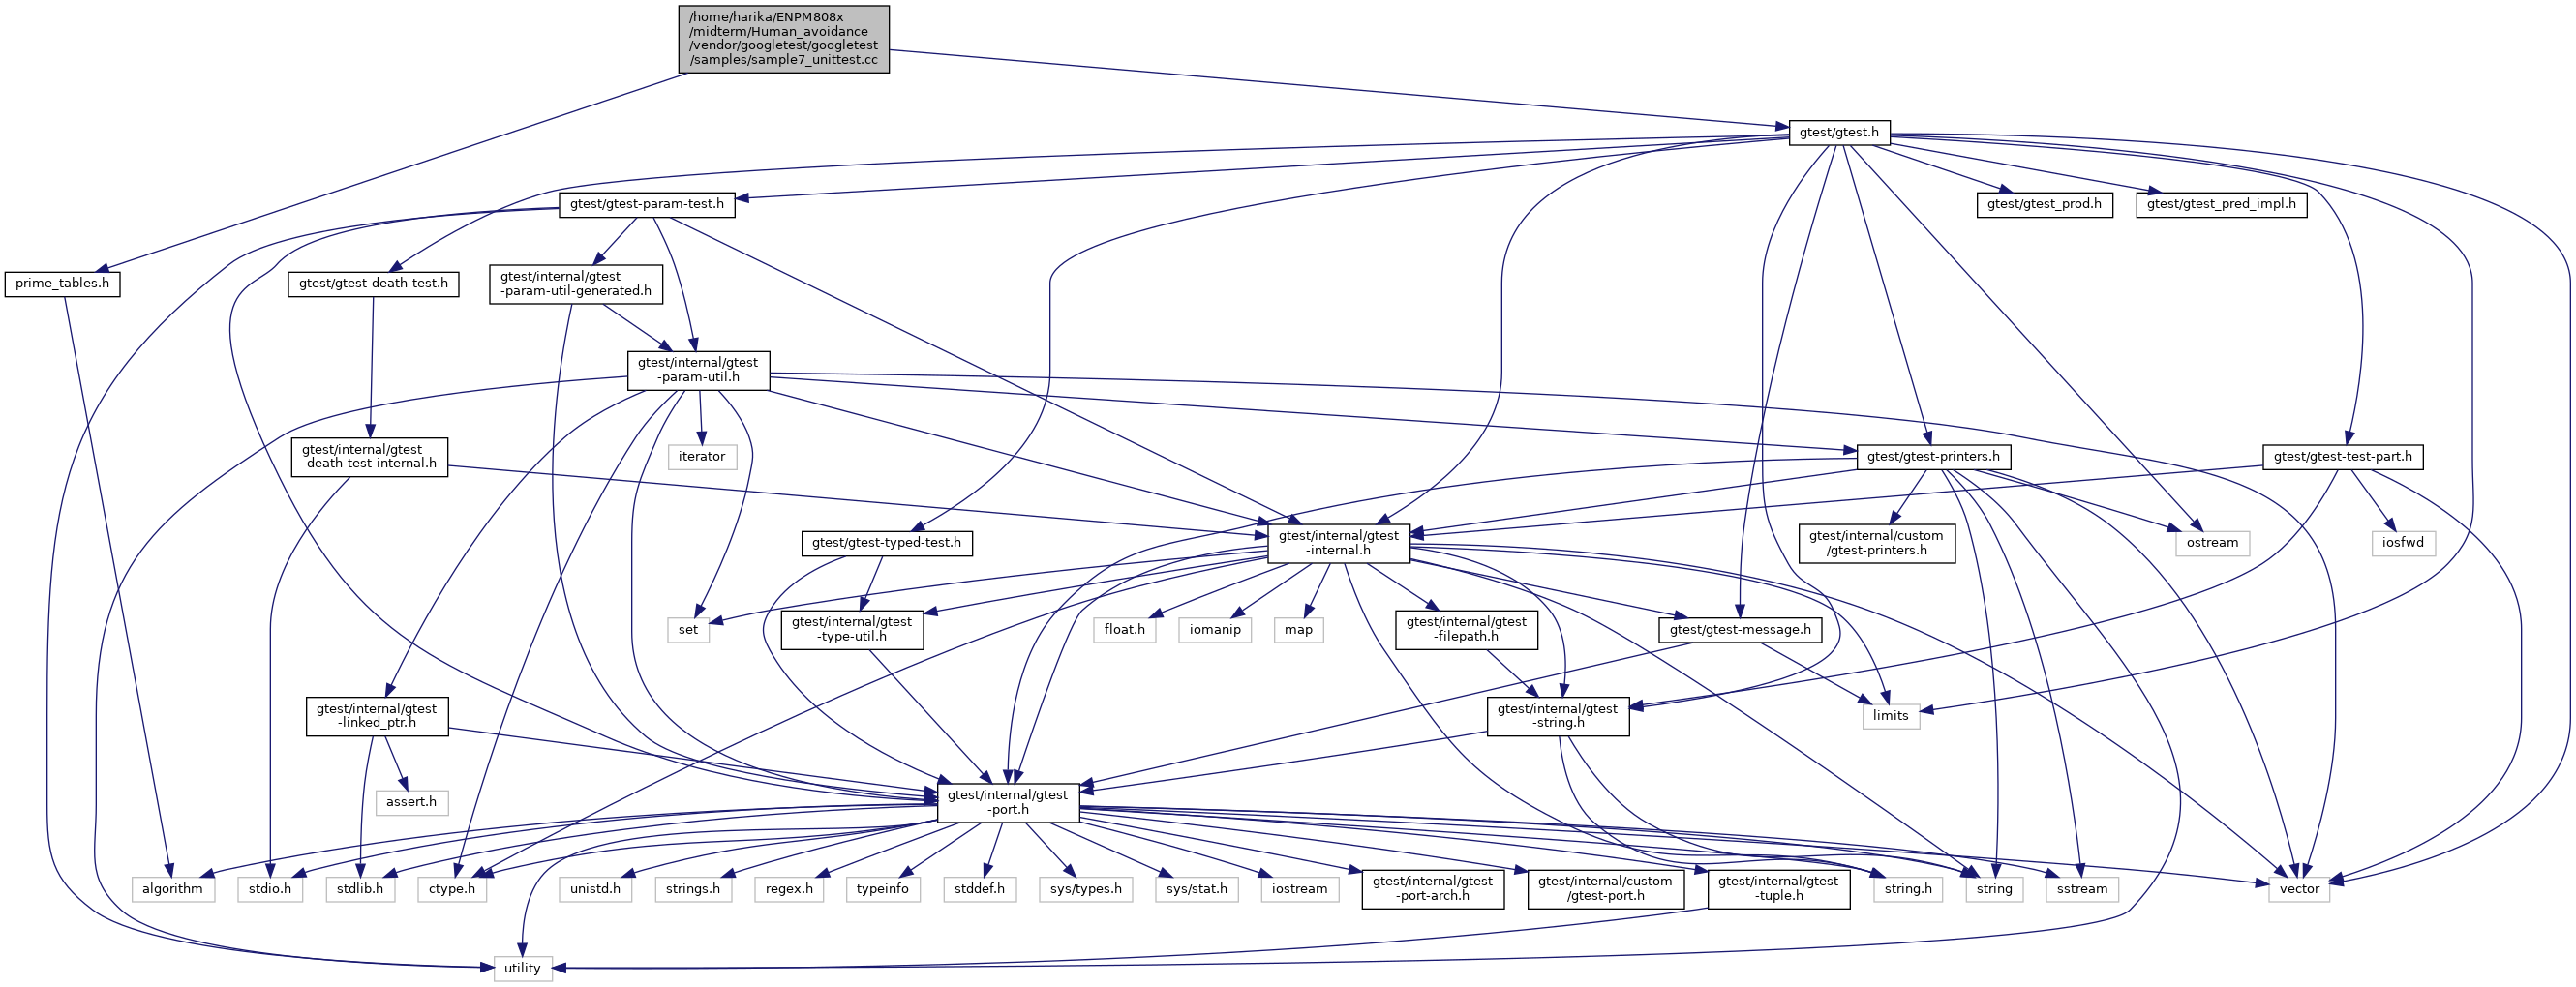 /home/harika/ENPM808x
/midterm/Human_avoidance
/vendor/googletest/googletest
/samples/sample7_unittest.cc
gtest/gtest.h
gtest/gtest-param-test.h
gtest/gtest_prod.h
gtest/gtest_pred_impl.h
prime_tables.h
gtest/gtest-death-test.h
gtest/internal/gtest
-param-util-generated.h
gtest/internal/gtest
-param-util.h
gtest/internal/gtest
-death-test-internal.h
iterator
gtest/gtest-printers.h
gtest/gtest-test-part.h
gtest/gtest-typed-test.h
gtest/internal/gtest
-internal.h
gtest/internal/custom
/gtest-printers.h
ostream
iosfwd
set
gtest/internal/gtest
-type-util.h
float.h
iomanip
map
gtest/internal/gtest
-filepath.h
gtest/gtest-message.h
gtest/internal/gtest
-linked_ptr.h
gtest/internal/gtest
-string.h
limits
assert.h
gtest/internal/gtest
-port.h
algorithm
stdio.h
stdlib.h
ctype.h
unistd.h
strings.h
regex.h
typeinfo
stddef.h
sys/types.h
sys/stat.h
iostream
gtest/internal/gtest
-port-arch.h
gtest/internal/custom
/gtest-port.h
gtest/internal/gtest
-tuple.h
string.h
string
sstream
vector
utility